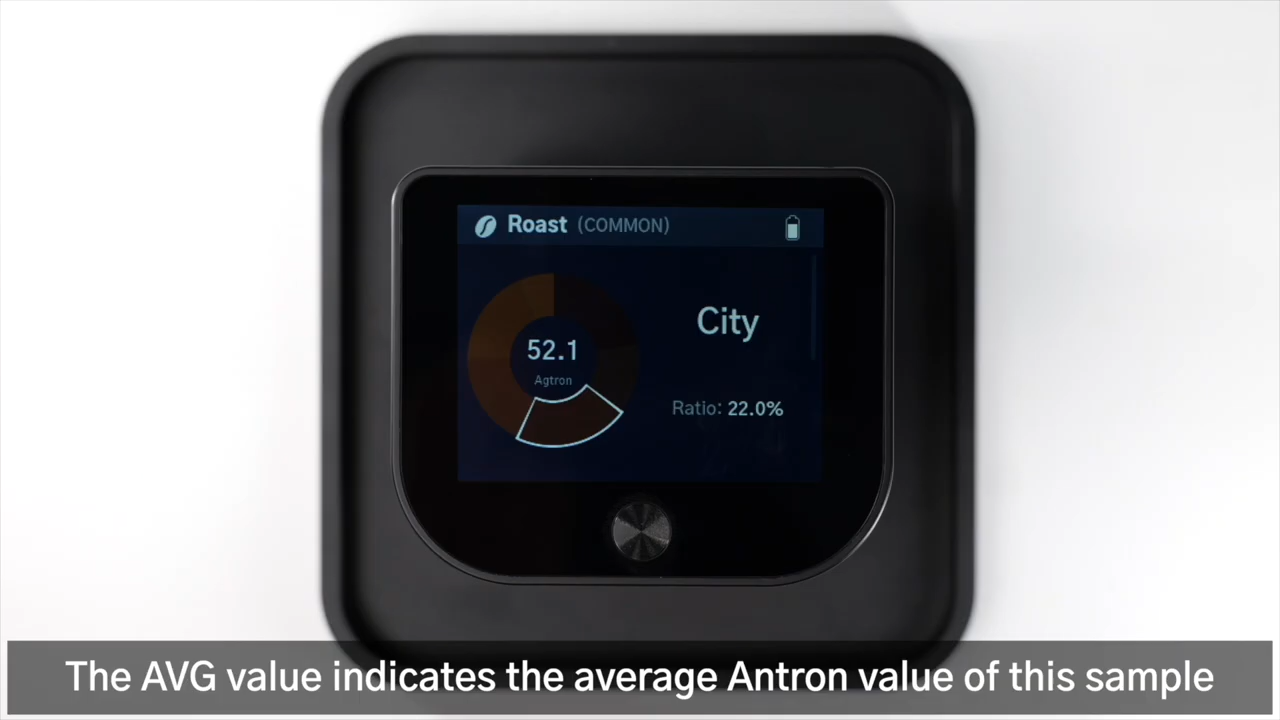 Roast (COMMON)
52.1
Agtron
City
Ratio: 22.0%
The AVG value indicates the average Antron value of this sample